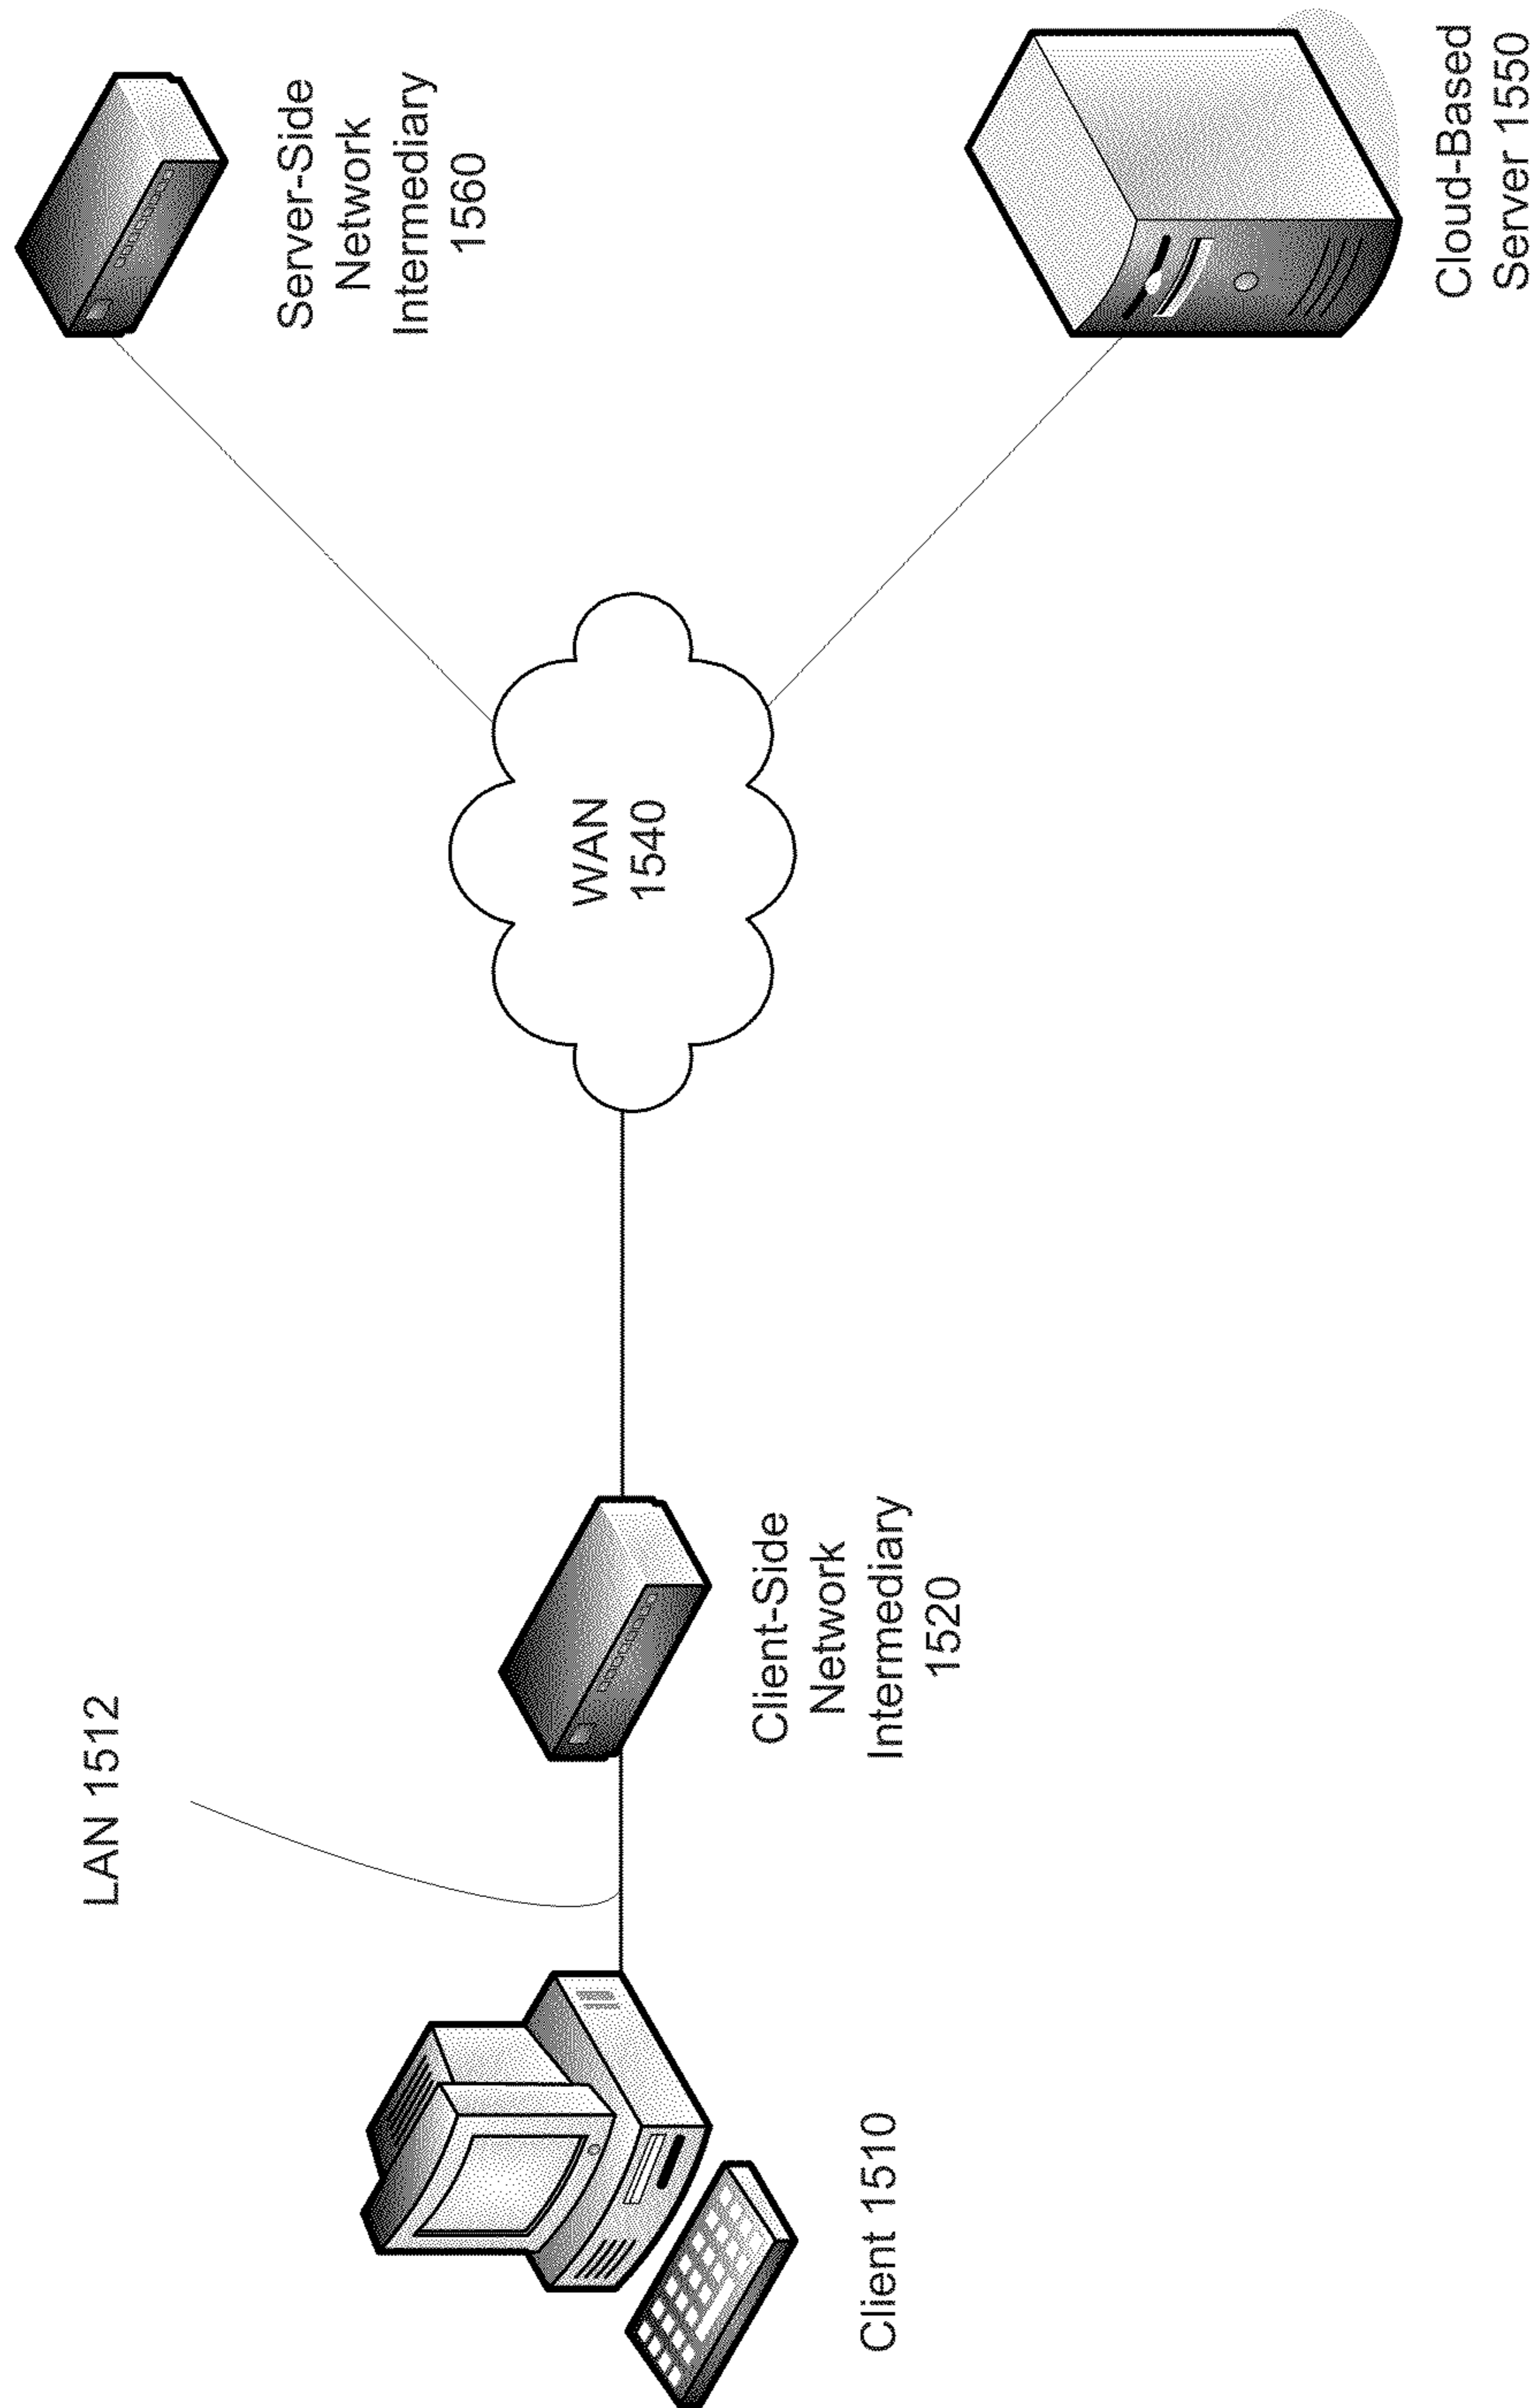 LAN 1512
Client 1510
Client-Side
Network
Intermediary
1520
WAN
1540
Server-Side
Network
Intermediary
1560
Cloud-Based
Server 1550